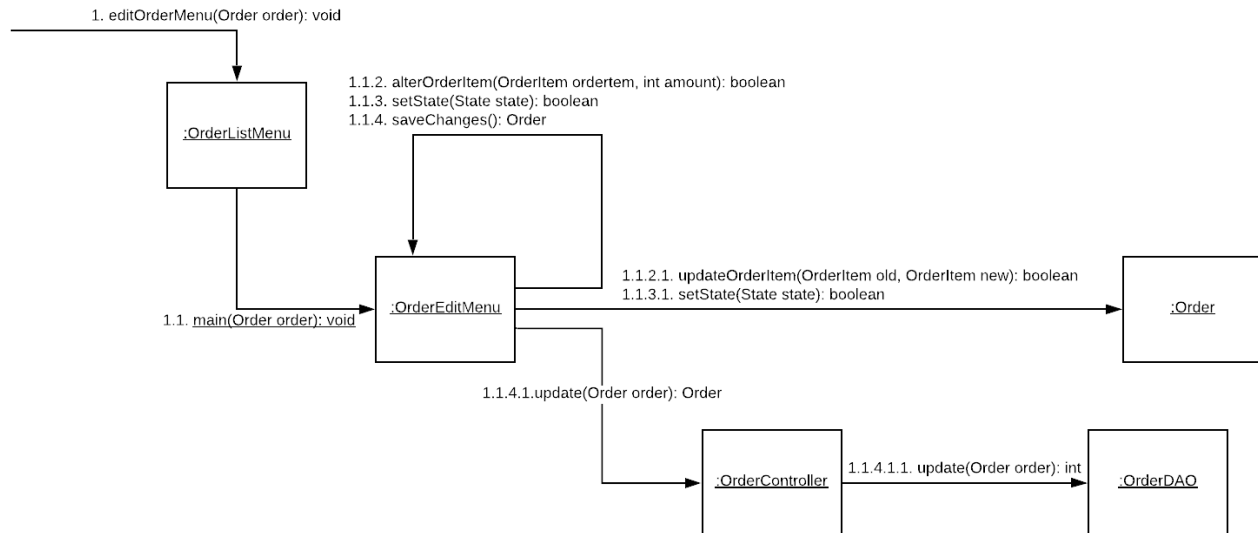 1. editOrderMenu(Order order): void
:OrderListMenu
1.1.2. alterOrderItem(OrderItem ordertem, int amount): boolean
1.1.3. setState(State state): boolean
1.1.4. saveChanges(): Order
1.1. main(Order order): void
:OrderEditMenu
1.1.2.1. updateOrderItem(OrderItem old, OrderItem new): boolean
1.1.3.1. setState(State state): boolean
:Order
1.1.4.1.update(Order order): Order
:OrderController
1.1.4.1.1. update(Order order): int
:OrderDAO